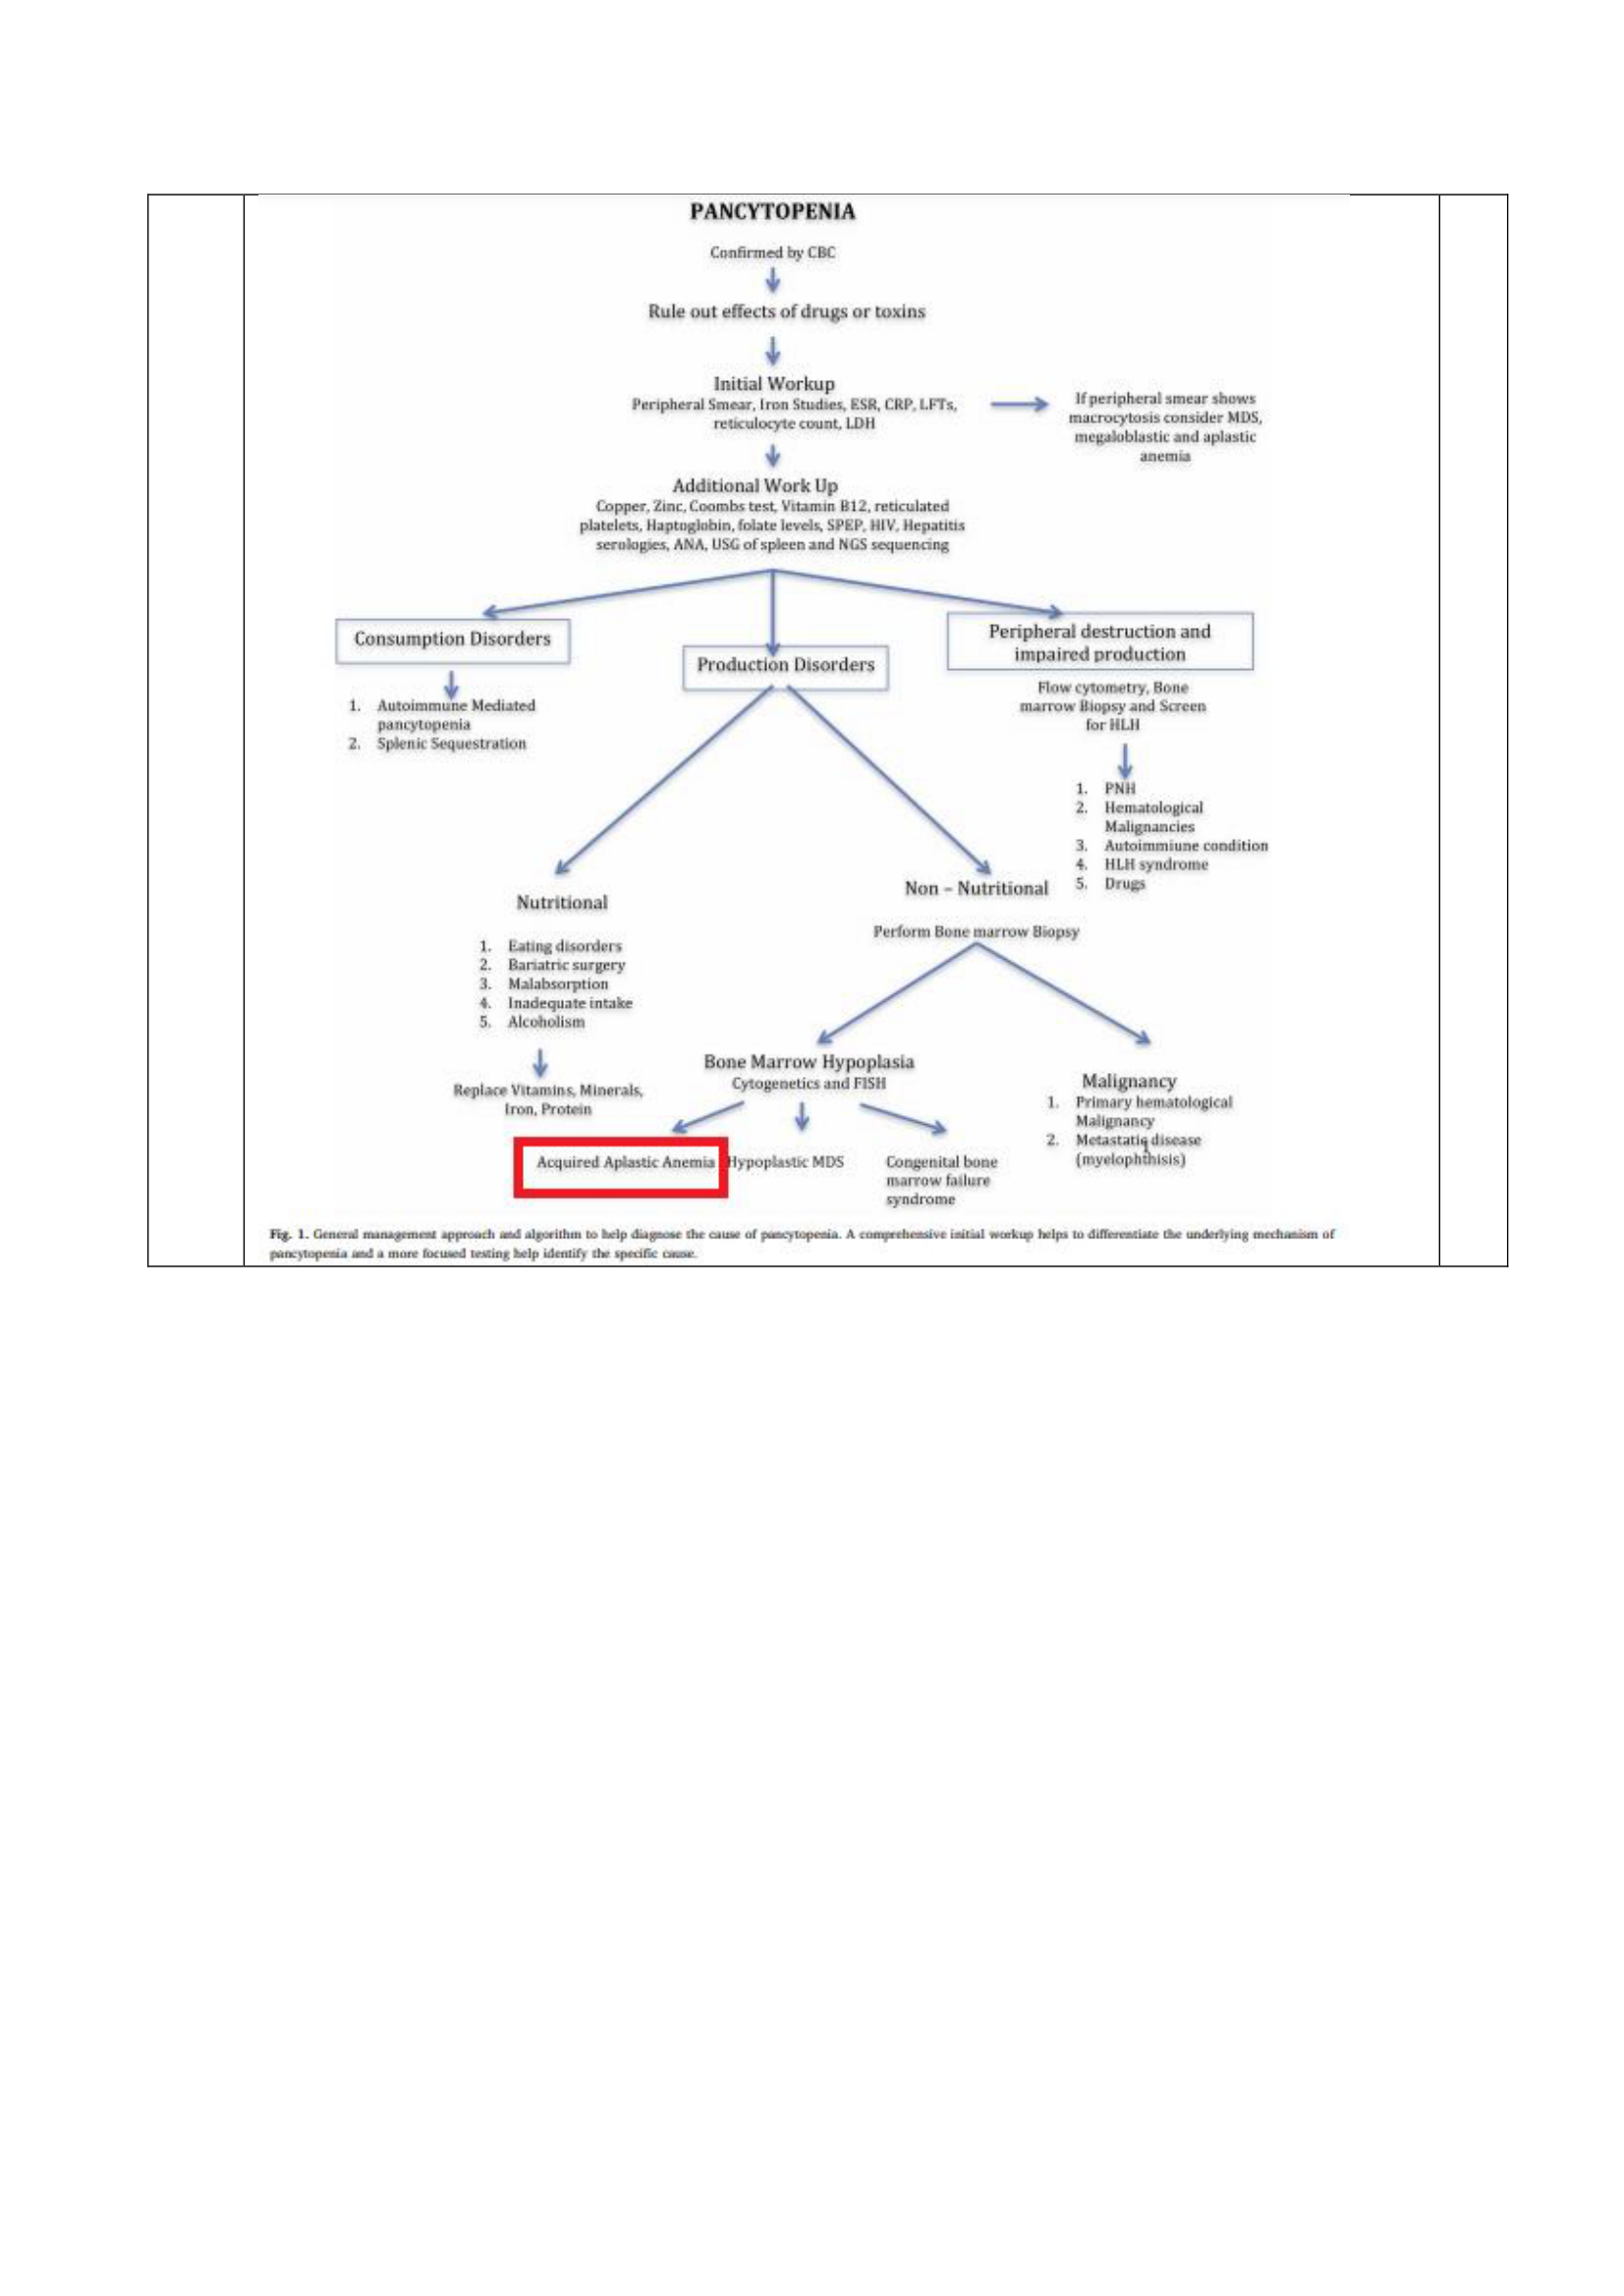 PANCYTOPENIA
Confirmed by CBC
Rule out effects of drugs or toxins
Initial Workup
Peripheral Smear, Iron Studies, ESR, CRP, LFTs,
reticulocyte count, LDH
If peripheral smear shows
macrocytosis consider MDS,
megaloblastic and aplastic
anemia
Additional Work Up
Copper, Zinc, Coombs test, Vitamin B12, reticulated
platelets, Haptoglobin, folate levels, SPEP, HIV, Hepatitis
serologies, ANA, USG of spleen and NGS sequencing
Consumption Disorders
1. Autoimmune Mediated
pancytopenia
2. Splenic Sequestration
Production Disorders
Peripheral destruction and
impaired production
Flow cytometry, Bone
marrow Biopsy and Screen
for HLH
1. PNH
2. Hematological
Malignancies
3. Autoimmiune condition
4. HLH syndrome
5. Drugs
Nutritional
1. Eating disorders
2. Bariatric surgery
3. Malabsorption
4. Inadequate intake
5. Alcoholism
Replace Vitamins, Minerals,
Iron, Protein
Non – Nutritional
Perform Bone marrow Biopsy
Bone Marrow Hypoplasia
Cytogenetics and FISH
Acquired Aplastic Anemia
Hypoplastic MDS
Congenital bone
marrow failure
syndrome
Malignancy
1. Primary hematological
Malignancy
2. Metastatic disease
(myelophthisis)
Fig. 1. General management approach and algorithm to help diagnose the cause of pancytopenia. A comprehensive initial workup helps to differentiate the underlying mechanism of
pancytopenia and a more focused testing help identify the specific cause.